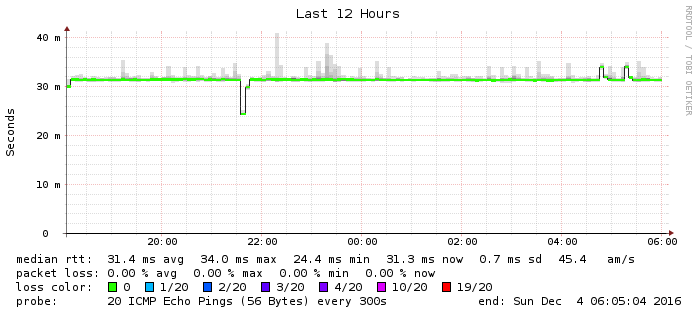 Last 12 Hours
RRDTOOL / TOBI OETIKER
Seconds
40 m
30 m
20 m
10 m
0
20:00 22:00 00:00 02:00 04:00 06:00
median rtt: 31.4 ms avg 34.0 ms max 24.4 ms min 31.3 ms now 0.7 ms sd 45.4 am/s
packet loss: 0.00 % avg 0.00 % max 0.00 % min 0.00 % now
loss color: 0 1/20 2/20 3/20 4/20 10/20 19/20
probe: 20 ICMP Echo Pings (56 Bytes) every 300s end: Sun Dec 4 06:05:04 2016